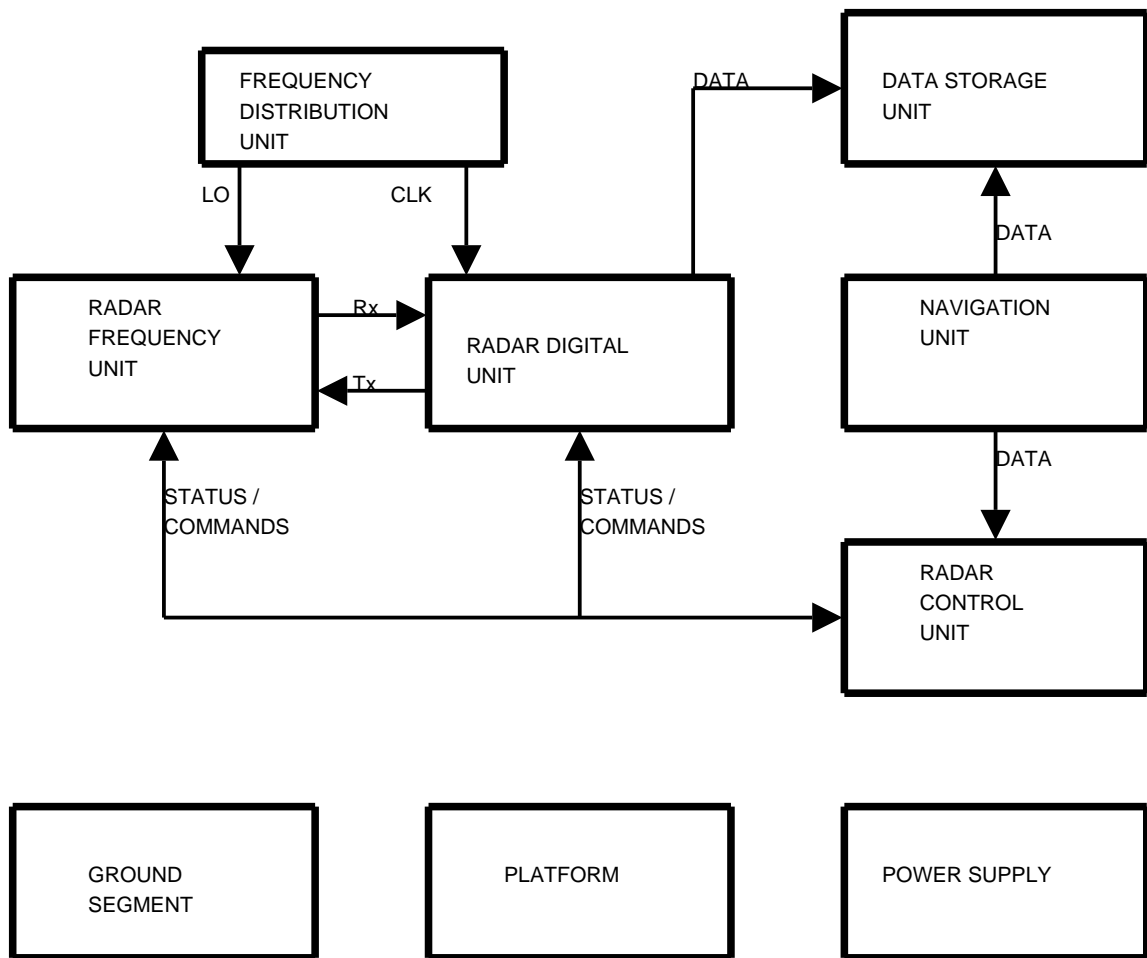 FREQUENCY
DISTRIBUTION
UNIT
DATA
DATA STORAGE
UNIT
LO
CLK
DATA
RADAR
FREQUENCY
UNIT
Rx
Tx
RADAR DIGITAL
UNIT
NAVIGATION
UNIT
DATA
STATUS /
COMMANDS
STATUS /
COMMANDS
RADAR
CONTROL
UNIT
GROUND
SEGMENT
PLATFORM
POWER SUPPLY